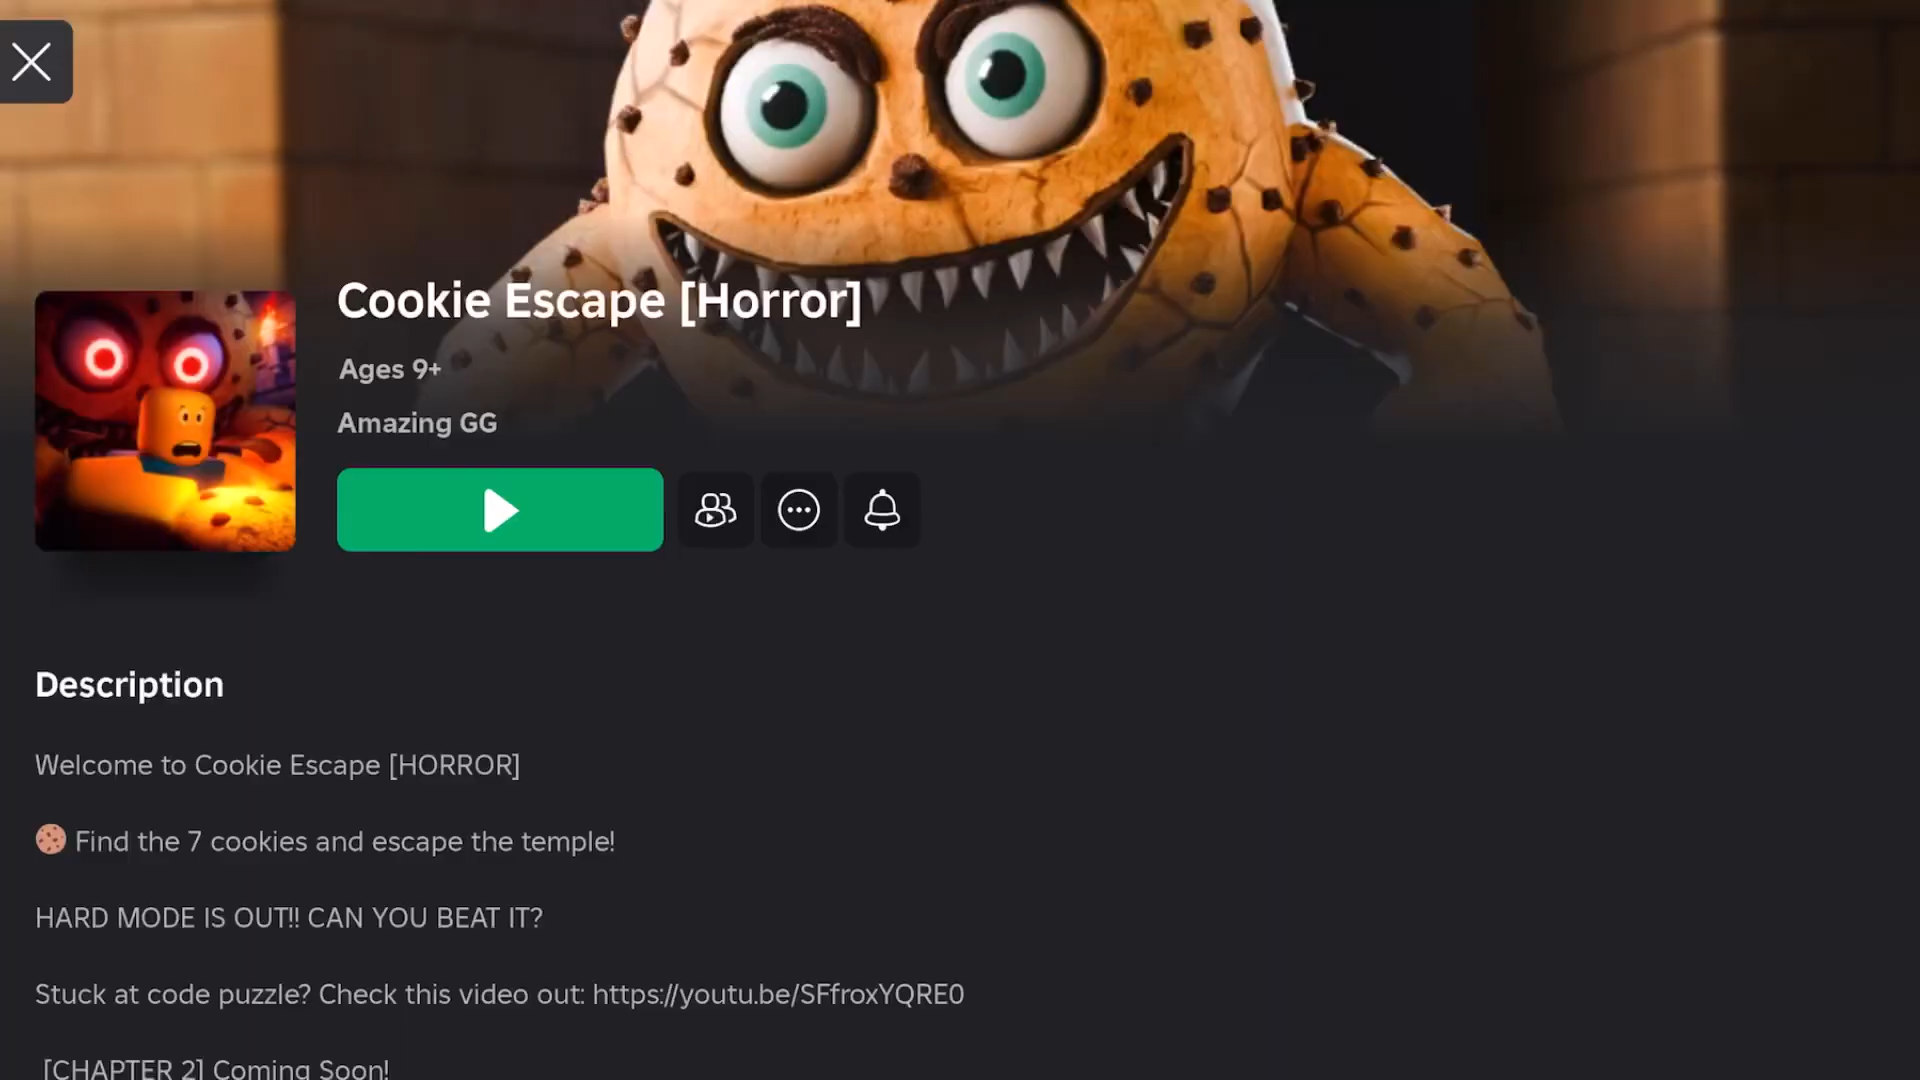 Cookie Escape [Horror]
Ages 9+
Amazing GG
Description
Welcome to Cookie Escape [HORROR]
🍪 Find the 7 cookies and escape the temple!
HARD MODE IS OUT!! CAN YOU BEAT IT?
Stuck at code puzzle? Check this video out: https://youtu.be/SFfroxYQRE0
[CHAPTER 2] Coming Soon!